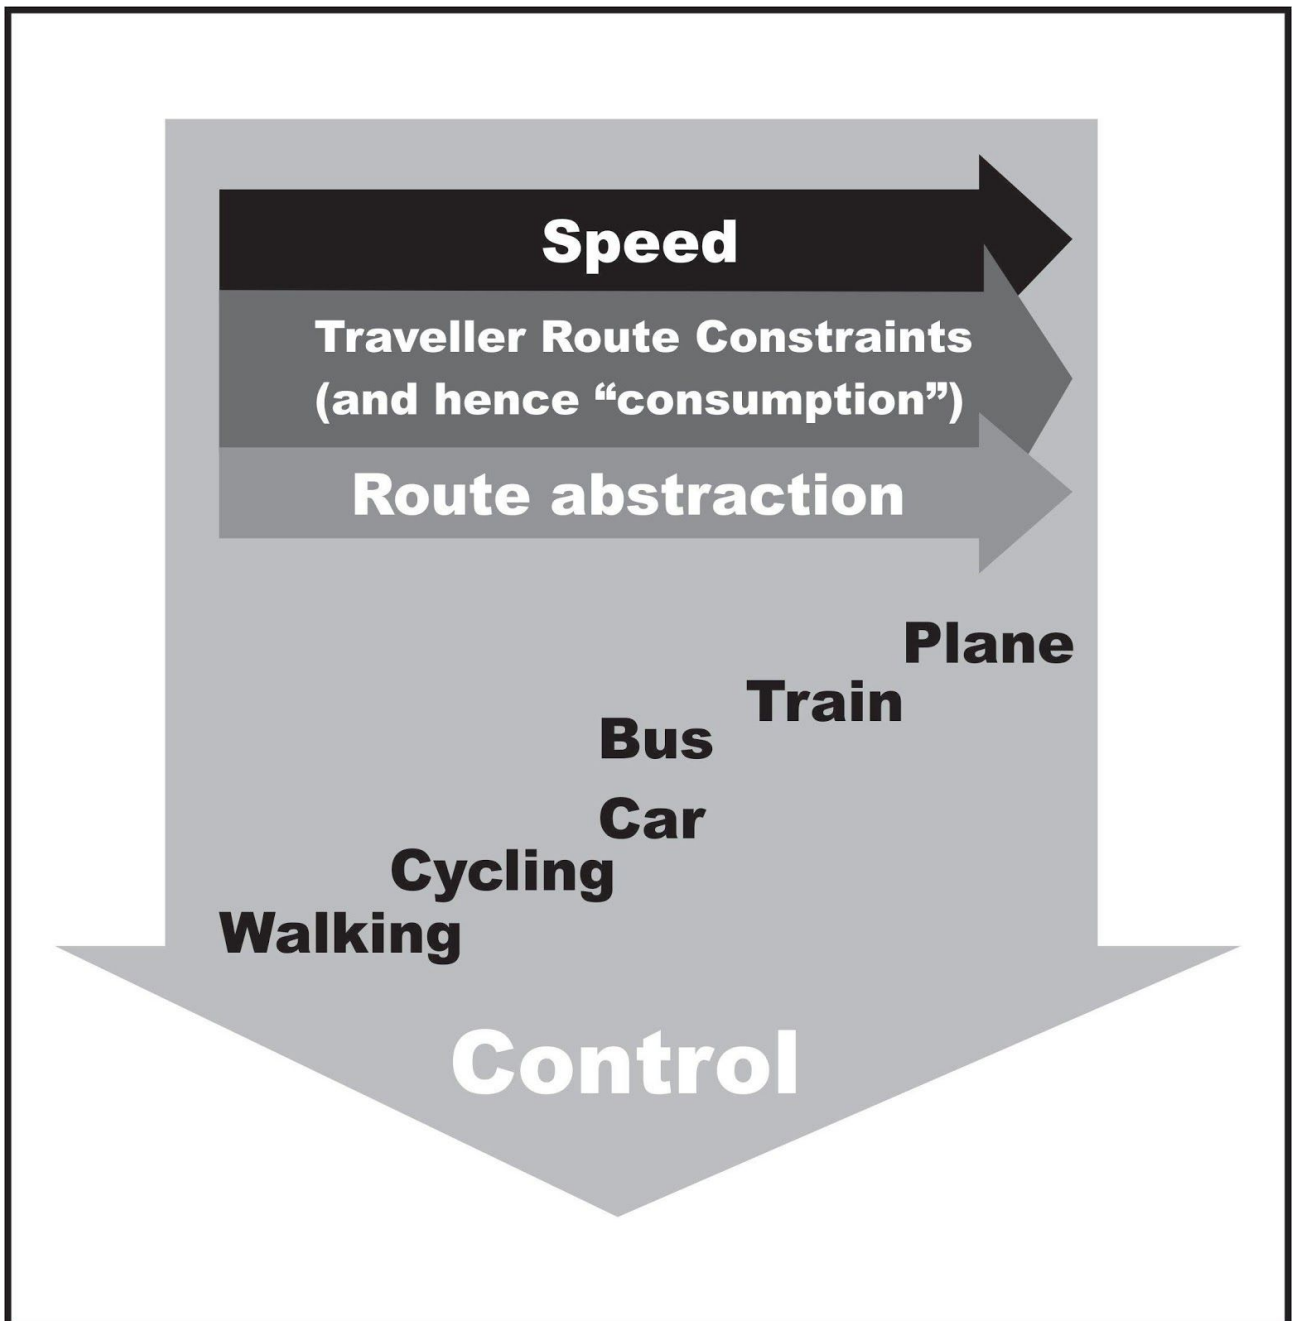 Speed
Traveller Route Constraints
(and hence “consumption”)
Route abstraction
Plane
Train
Bus
Car
Cycling
Walking
Control